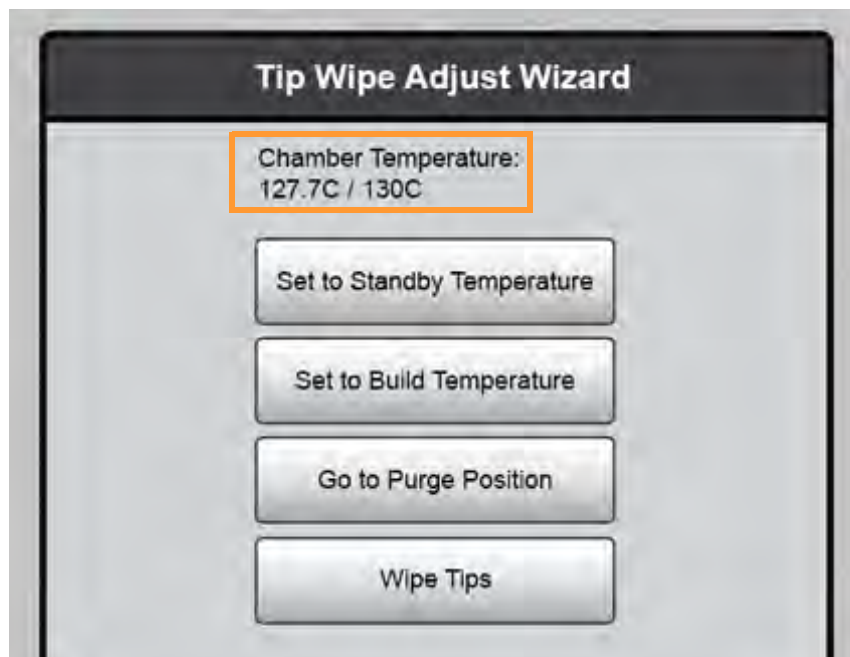 Tip Wipe Adjust Wizard
Chamber Temperature:
127.7C / 130C
Set to Standby Temperature
Set to Build Temperature
Go to Purge Position
Wipe Tips